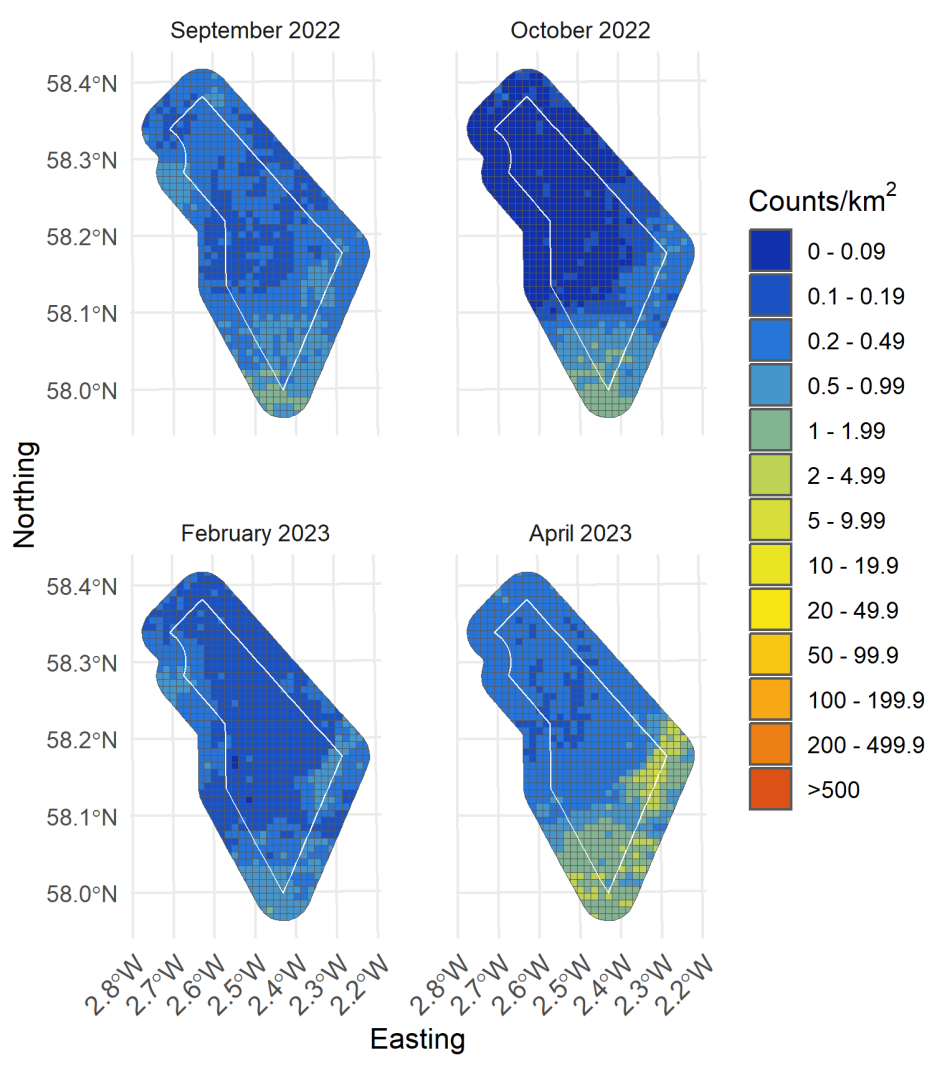 September 2022
October 2022
58.4°N
58.3°N
58.2°N
58.1°N
58.0°N
February 2023
April 2023
58.4°N
58.3°N
58.2°N
58.1°N
58.0°N
2.8°W
2.7°W
2.6°W
2.5°W
2.4°W
2.3°W
2.2°W
2.8°W
2.7°W
2.6°W
2.5°W
2.4°W
2.3°W
2.2°W
Northing
Easting
Counts/km²
0 - 0.09
0.1 - 0.19
0.2 - 0.49
0.5 - 0.99
1 - 1.99
2 - 4.99
5 - 9.99
10 - 19.9
20 - 49.9
50 - 99.9
100 - 199.9
200 - 499.9
>500